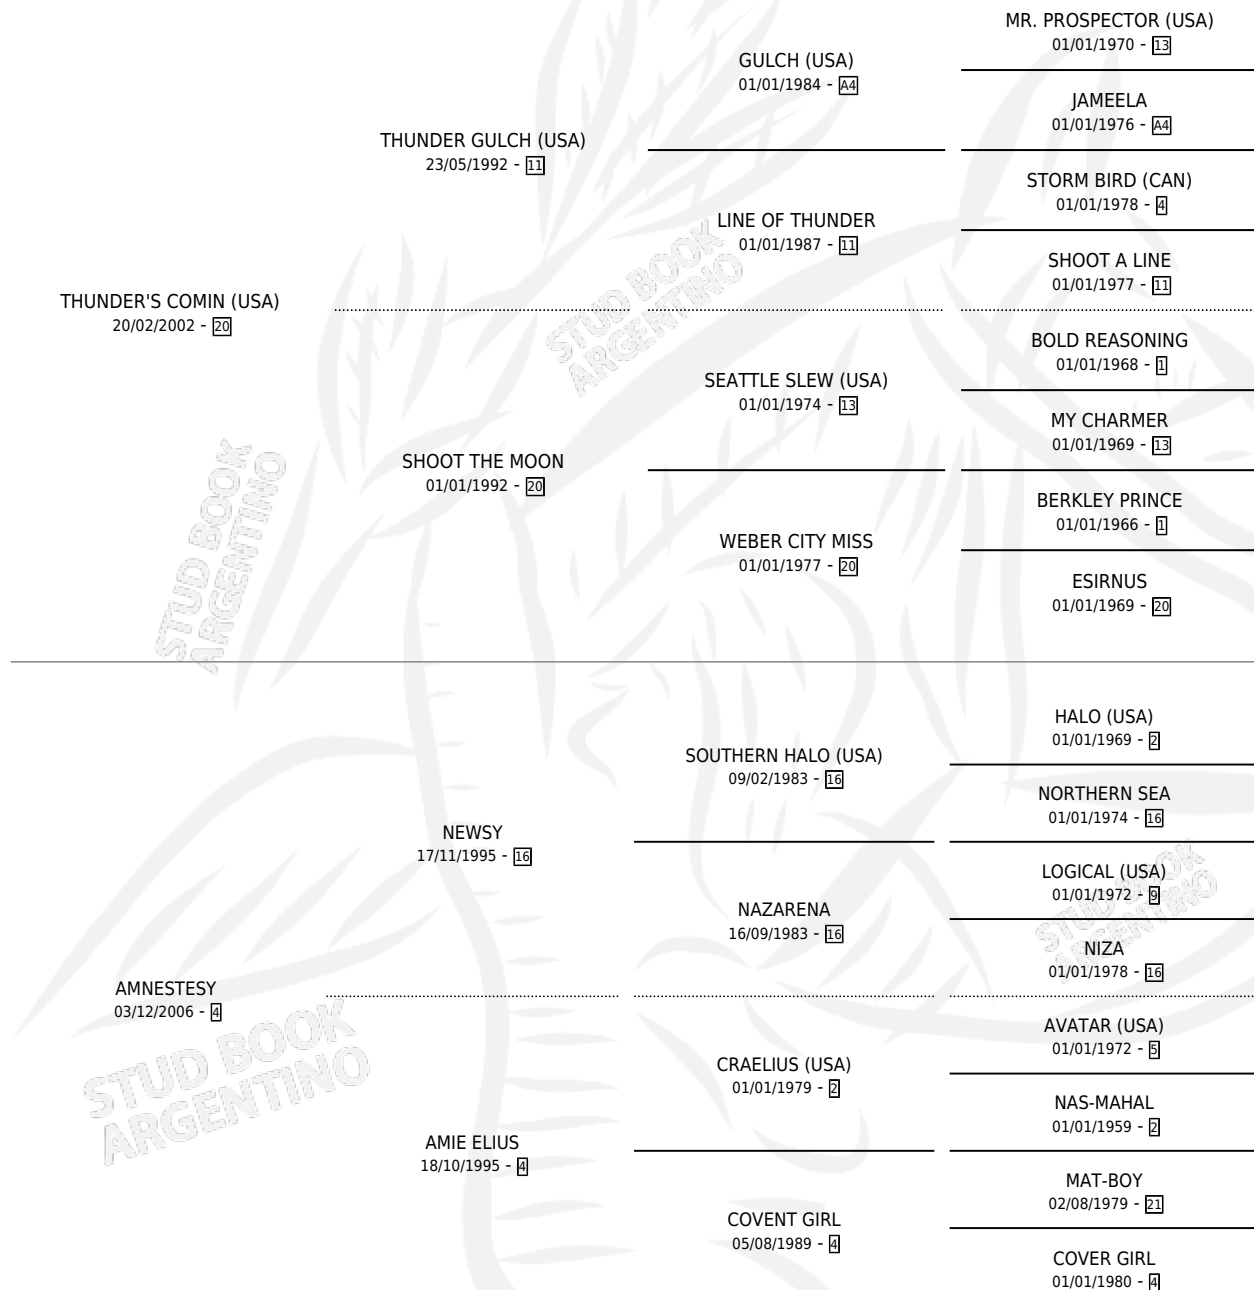 MR. PROSPECTOR (USA)
01/01/1970 - 13
GULCH (USA)
01/01/1984 - A4
JAMEELA
01/01/1976 - A4
THUNDER GULCH (USA)
23/05/1992 - 11
STORM BIRD (CAN)
01/01/1978 - 4
LINE OF THUNDER
01/01/1987 - 11
SHOOT A LINE
01/01/1977 - 11
THUNDER'S COMIN (USA)
20/02/2002 - 20
BOLD REASONING
01/01/1968 - 1
SEATTLE SLEW (USA)
01/01/1974 - 13
MY CHARMER
01/01/1969 - 13
SHOOT THE MOON
01/01/1992 - 20
BERKLEY PRINCE
01/01/1966 - 1
WEBER CITY MISS
01/01/1977 - 20
ESIRNUS
01/01/1969 - 20
HALO (USA)
01/01/1969 - 2
SOUTHERN HALO (USA)
09/02/1983 - 16
NORTHERN SEA
01/01/1974 - 16
NEWSY
17/11/1995 - 16
LOGICAL (USA)
01/01/1972 - 9
NAZARENA
16/09/1983 - 16
NIZA
01/01/1978 - 16
AMNESTESY
03/12/2006 - 4
AVATAR (USA)
01/01/1972 - 5
CRAELIUS (USA)
01/01/1979 - 2
NAS-MAHAL
01/01/1959 - 2
AMIE ELIUS
18/10/1995 - 4
MAT-BOY
02/08/1979 - 21
COVENT GIRL
05/08/1989 - 4
COVER GIRL
01/01/1980 - 4
STUD BOOK
ARGENTINO
STUD BOOK
ARGENTINO
STUD BOOK
ARGENTINO
STUD BOOK
ARGENTINO